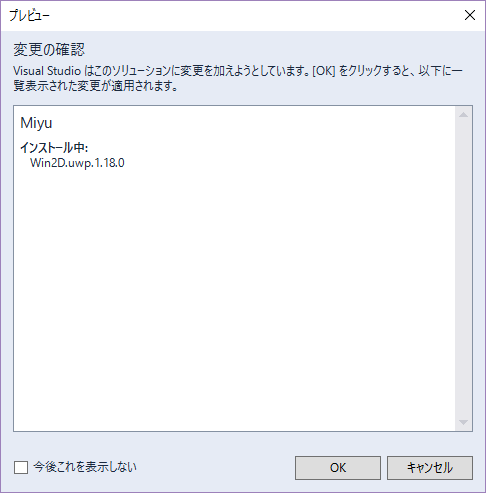 プレビュー
変更の確認
Visual Studio はこのソリューションに変更を加えようとしています。[OK] をクリックすると、以下に一
覧表示された変更が適用されます。
Miyu
インストール中:
Win2D.uwp.1.18.0
今後これを表示しない
OK
キャンセル